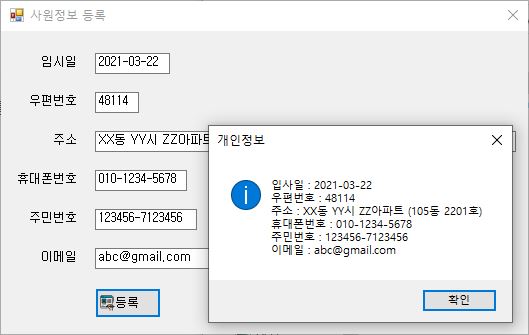 사원정보 등록
임시일 2021-03-22
우편번호 48114
주소 XX동 YY시 ZZ아파트
휴대폰번호 010-1234-5678
주민번호 123456-7123456
이메일 abc@gmail.com
등록
개인정보
입사일 : 2021-03-22
우편번호 : 48114
주소 : XX동 YY시 ZZ아파트 (105동 2201호)
휴대폰번호 : 010-1234-5678
주민번호 : 123456-7123456
이메일 : abc@gmail.com
확인